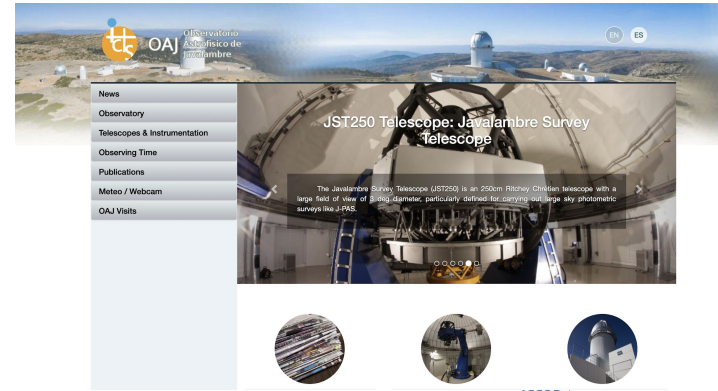 OAJ
Observatorio
Astrofísico de
Javalambre
EN
ES
News
Observatory
Telescopes & Instrumentation
Observing Time
Publications
Meteo / Webcam
OAJ Visits
JST250 Telescope: Javalambre Survey
Telescope
The Javalambre Survey Telescope (JST250) is an 250cm Ritchey Chrétien telescope with a
large field of view of 3 deg diameter, particularly defined for carrying out large sky photometric
surveys like J-PAS.